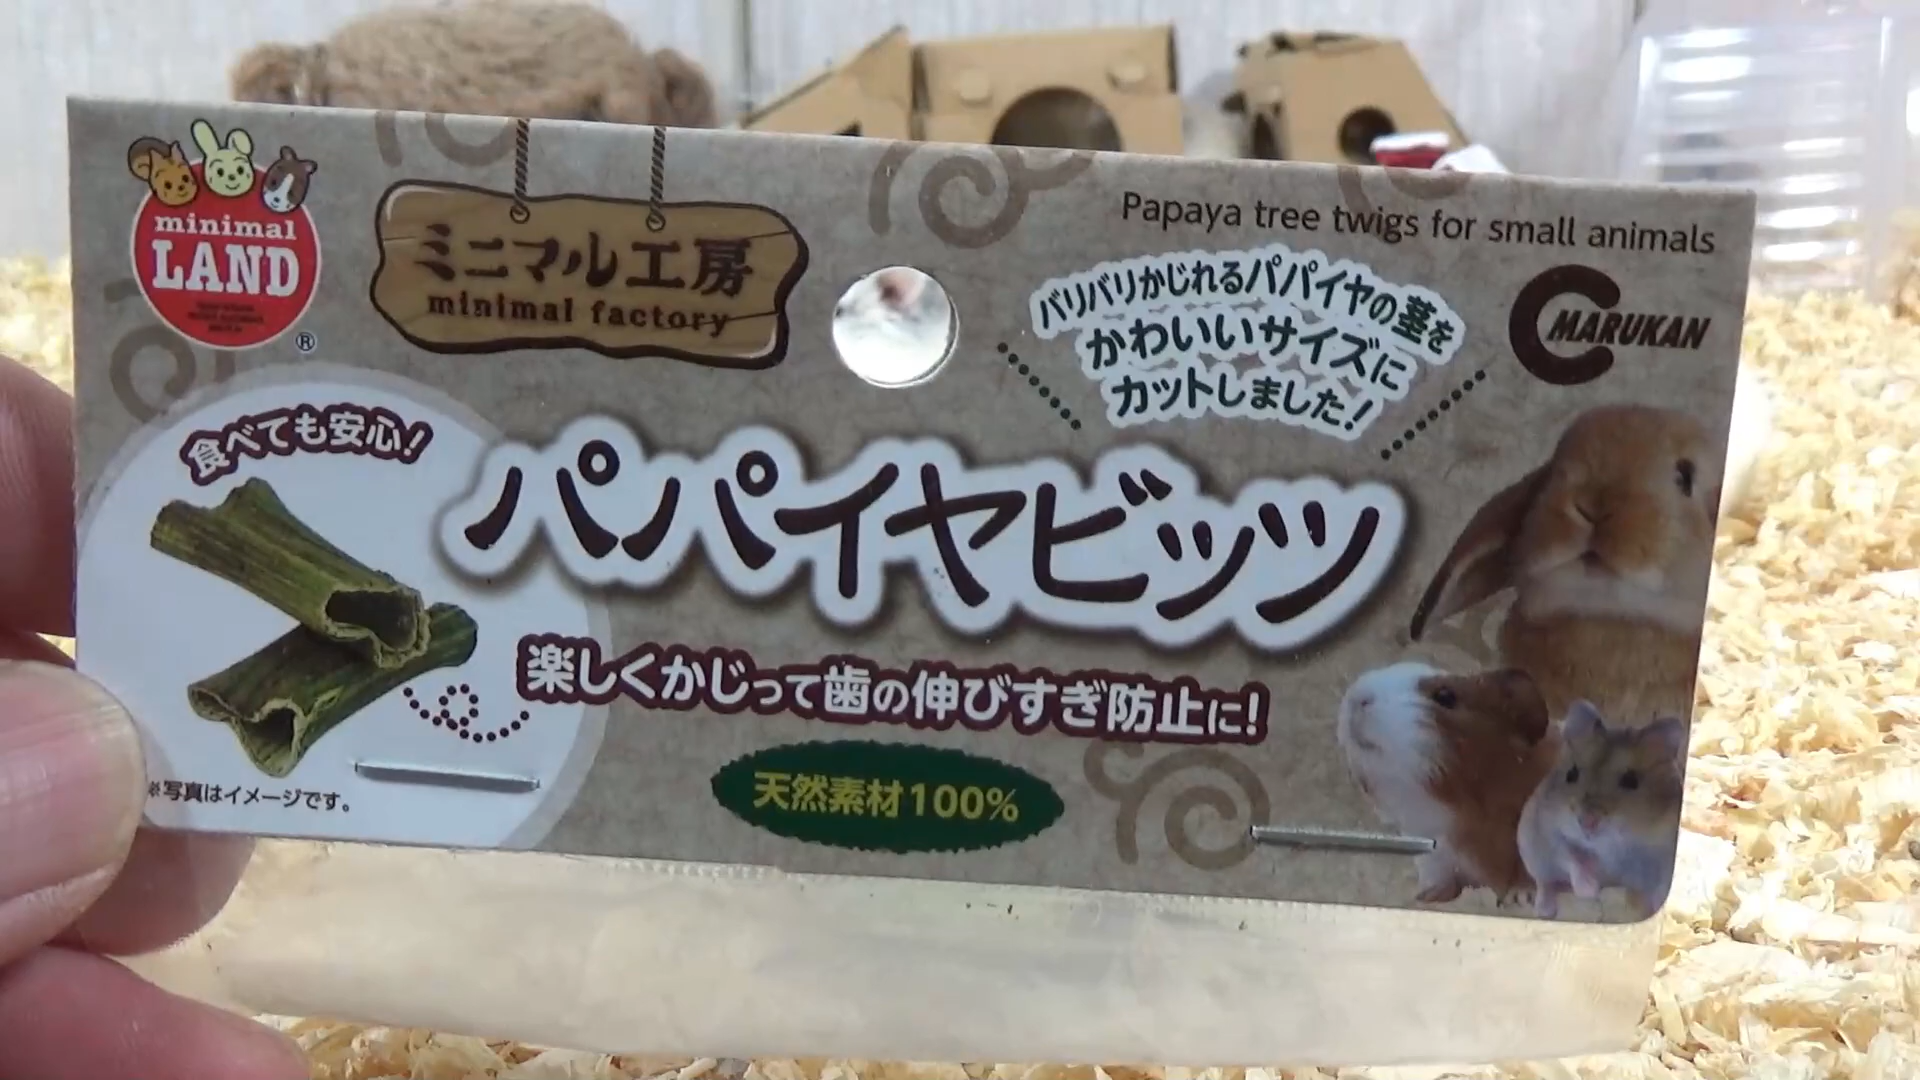 minimal
LAND
®
ミニマル工房
minimal factory
Papaya tree twigs for small animals
バリバリかじれるパパイヤの茎を
かわいいサイズに
カットしました!
MARUKAN
食べても安心!
パパイヤビッツ
楽しくかじって歯の伸びすぎ防止に!
天然素材100%
※写真はイメージです。